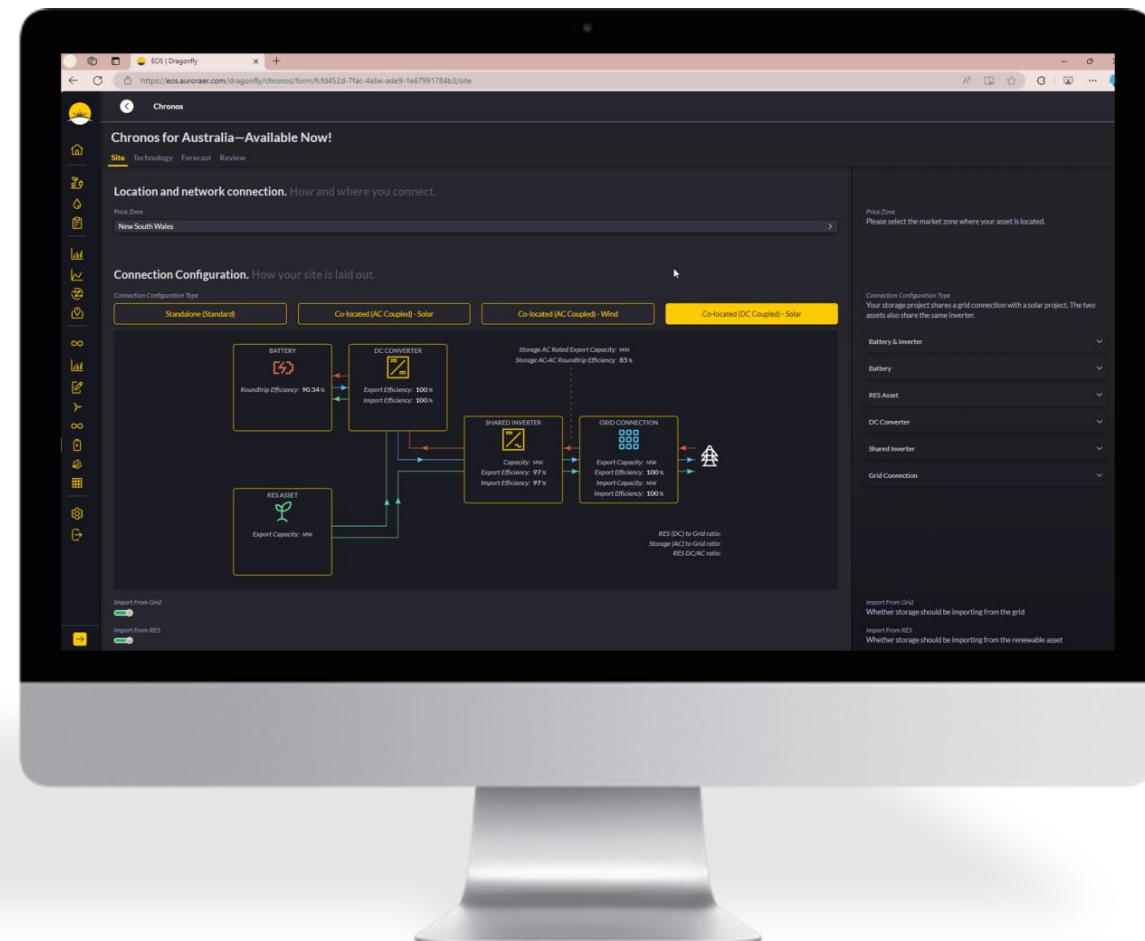 EOS | Dragonfly
https://eos.auroraer.com/dragonfly/chronos/form/fcfd452d-7fac-4abe-ade9-1e67991784b3/site
Chronos
Chronos for Australia—Available Now!
Site Technology Forecast Review
Location and network connection. How and where you connect.
Price Zone
New South Wales
Price Zone
Please select the market zone where your asset is located.
Connection Configuration. How your site is laid out.
Connection Configuration Type
Standalone (Standard)
Co-located (AC Coupled) - Solar
Co-located (AC Coupled) - Wind
Co-located (DC Coupled) - Solar
Connection Configuration Type
Your storage project shares a grid connection with a solar project. The two
assets also share the same inverter.
Battery & Inverter
Battery
RES Asset
DC Converter
Shared Inverter
Grid Connection
BATTERY
Roundtrip Efficiency: 90.34 %
DC CONVERTER
Export Efficiency: 100 %
Import Efficiency: 100 %
Storage AC Rated Export Capacity: MW
Storage AC-AC Roundtrip Efficiency: 85 %
SHARED INVERTER
Capacity: MW
Export Efficiency: 97 %
Import Efficiency: 97 %
GRID CONNECTION
Export Capacity: MW
Export Efficiency: 100 %
Import Capacity: MW
Import Efficiency: 100 %
RES ASSET
Export Capacity: MW
RES (DC) to Grid ratio:
Storage (AC) to Grid ratio:
RES DC/AC ratio:
Import From Grid
Import From RES
Import From Grid
Whether storage should be importing from the grid
Import From RES
Whether storage should be importing from the renewable asset